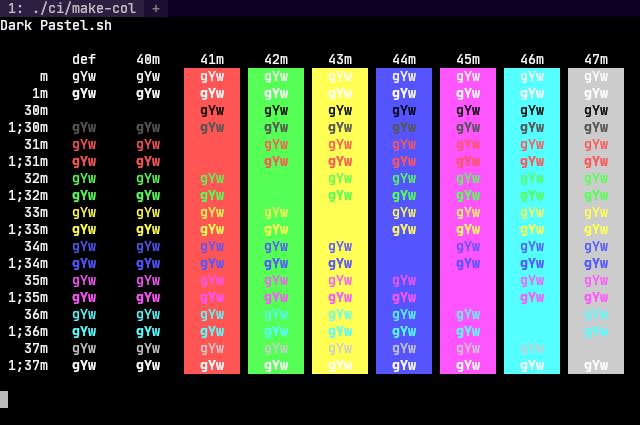 1: ./ci/make-col +
Dark Pastel.sh
def 40m 41m 42m 43m 44m 45m 46m 47m
m gYw gYw gYw gYw gYw gYw gYw gYw gYw
1m gYw gYw gYw gYw gYw gYw gYw gYw gYw
30m gYw gYw gYw gYw gYw gYw gYw
1;30m gYw gYw gYw gYw gYw gYw gYw gYw gYw
31m gYw gYw gYw gYw gYw gYw gYw gYw
1;31m gYw gYw gYw gYw gYw gYw gYw gYw
32m gYw gYw gYw gYw gYw gYw gYw gYw
1;32m gYw gYw gYw gYw gYw gYw gYw gYw
33m gYw gYw gYw gYw gYw gYw gYw gYw
1;33m gYw gYw gYw gYw gYw gYw gYw gYw
34m gYw gYw gYw gYw gYw gYw gYw gYw
1;34m gYw gYw gYw gYw gYw gYw gYw gYw
35m gYw gYw gYw gYw gYw gYw gYw gYw
1;35m gYw gYw gYw gYw gYw gYw gYw gYw
36m gYw gYw gYw gYw gYw gYw gYw gYw
1;36m gYw gYw gYw gYw gYw gYw gYw gYw
37m gYw gYw gYw gYw gYw gYw gYw gYw
1;37m gYw gYw gYw gYw gYw gYw gYw gYw gYw